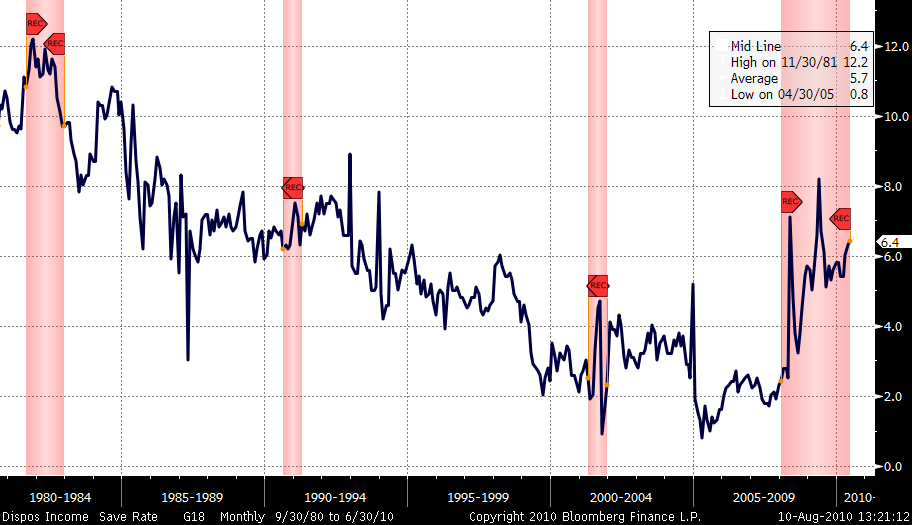 REC
REC
REC
REC
REC
REC
Mid Line 6.4
High on 11/30/81 12.2
Average 5.7
Low on 04/30/05 0.8
12.0
10.0
8.0
6.4
6.0
4.0
2.0
0.0
1980-1984 1985-1989 1990-1994 1995-1999 2000-2004 2005-2009 2010-
Dispos Income Save Rate G18 Monthly 9/30/80 to 6/30/10 Copyright 2010 Bloomberg Finance L.P. 10-Aug-2010 13:21:12